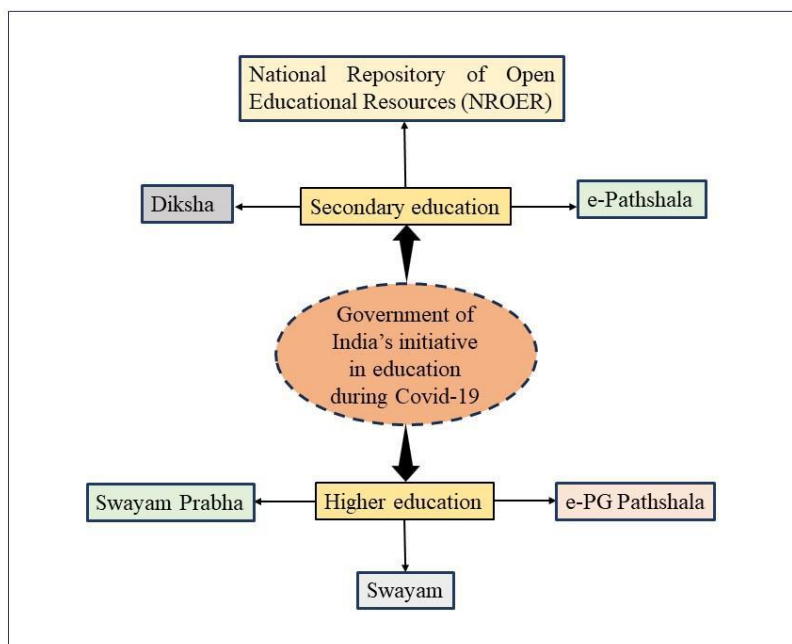 National Repository of Open
Educational Resources (NROER)
Diksha
Secondary education
e-Pathshala
Government of
India’s initiative
in education
during Covid-19
Swayam Prabha
Higher education
e-PG Pathshala
Swayam